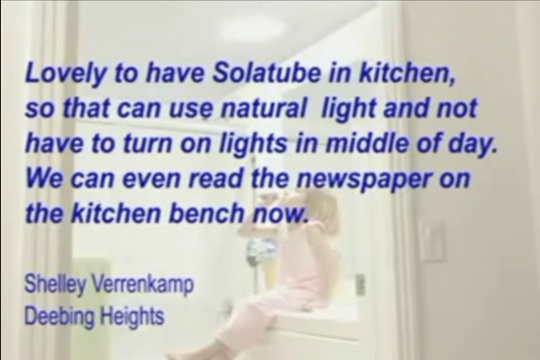 Lovely to have Solatube in kitchen,
so that can use natural light and not
have to turn on lights in middle of day.
We can even read the newspaper on
the kitchen bench now.
Shelley Verrenkamp
Deebing Heights